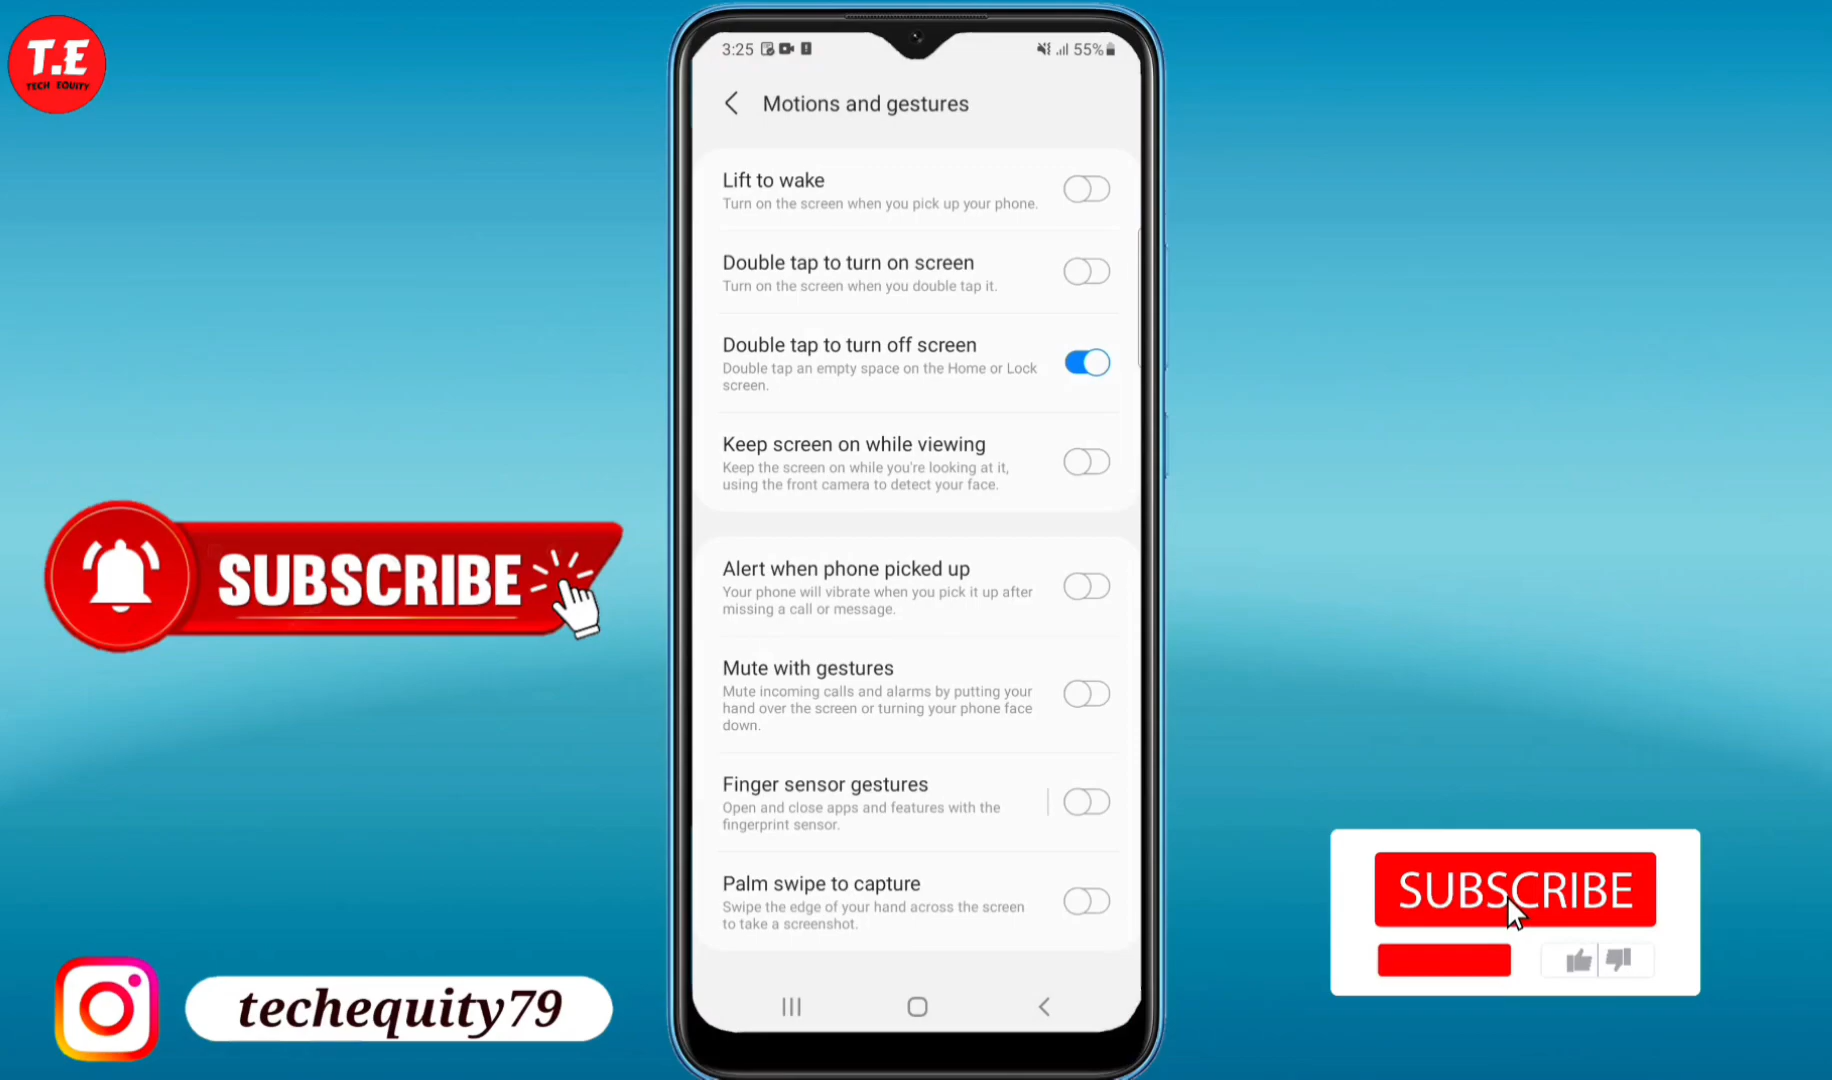 T.E
TECH EQUITY
3:25
55%
Motions and gestures
Lift to wake
Turn on the screen when you pick up your phone.
Double tap to turn on screen
Turn on the screen when you double tap it.
Double tap to turn off screen
Double tap an empty space on the Home or Lock
screen.
Keep screen on while viewing
Keep the screen on while you're looking at it,
using the front camera to detect your face.
Alert when phone picked up
Your phone will vibrate when you pick it up after
missing a call or message.
Mute with gestures
Mute incoming calls and alarms by putting your
hand over the screen or turning your phone face
down.
Finger sensor gestures
Open and close apps and features with the
fingerprint sensor.
Palm swipe to capture
Swipe the edge of your hand across the screen
to take a screenshot.
SUBSCRIBE
techequity79
SUBSCRIBE